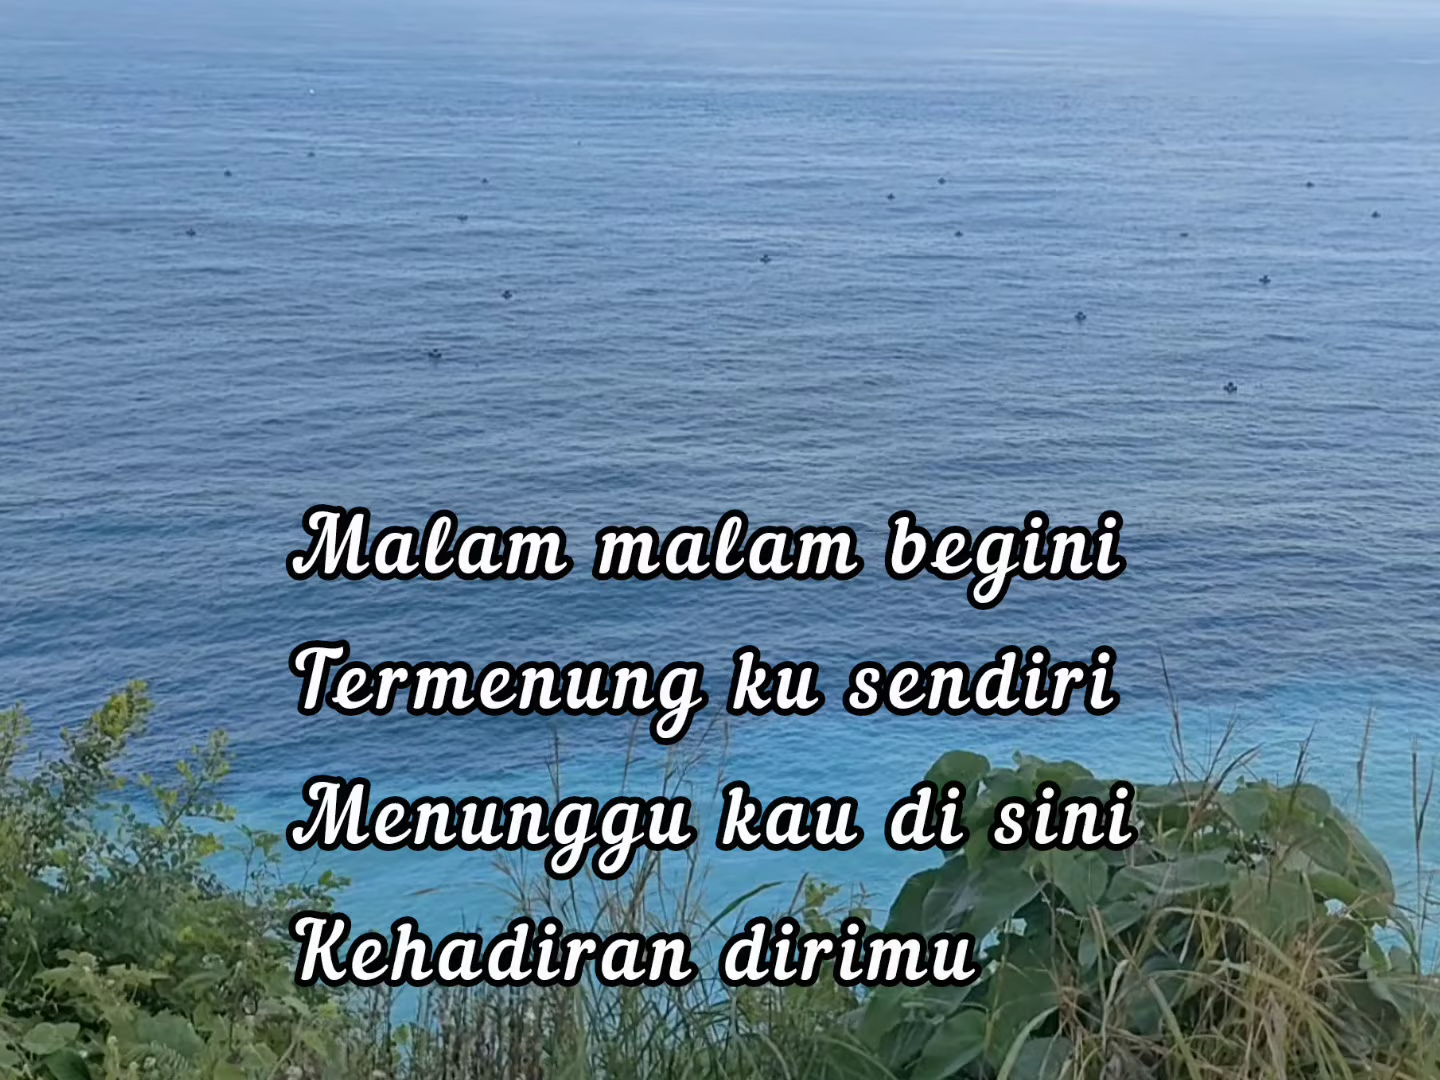 Malam malam begini
Termenung ku sendiri
Menunggu kau di sini
Kehadiran dirimu